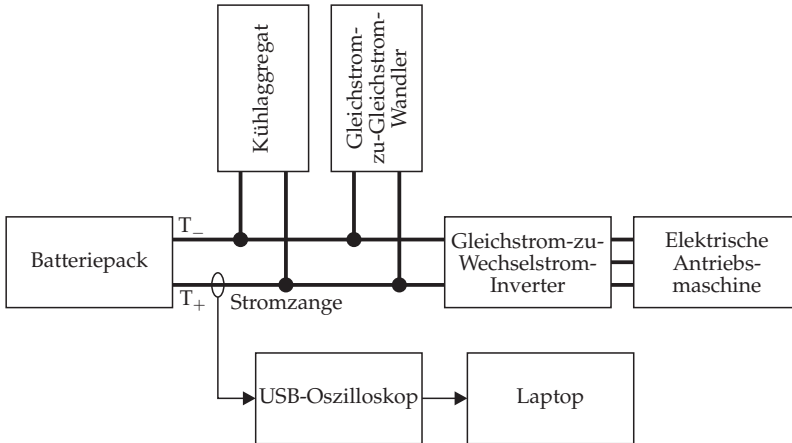 Kühlaggregat
Gleichstrom-
zu-Gleichstrom-
Wandler
T−
Batteriepack
Gleichstrom-zu-
Wechselstrom-
Inverter
Elektrische
Antriebs-
maschine
T+
Stromzange
USB-Oszilloskop
Laptop